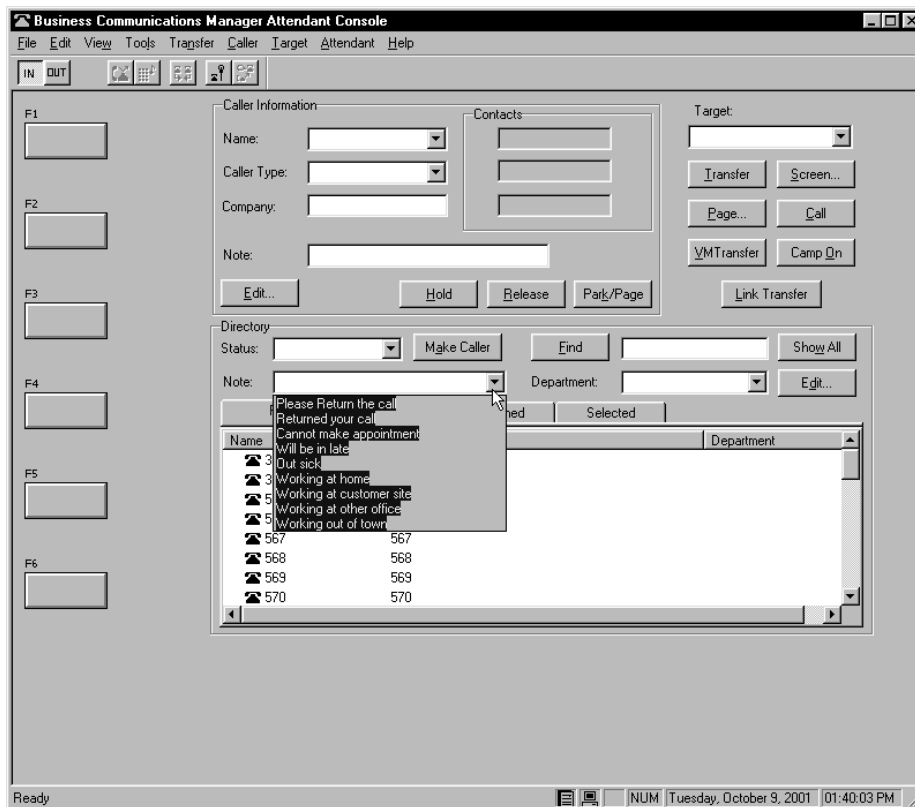 Business Communications Manager Attendant Console
File Edit View Tools Transfer Caller Target Attendant Help
IN OUT
F1
F2
F3
F4
F5
F6
Caller Information
Name:
Caller Type:
Company:
Note:
Edit... Hold Release Park/Page
Contacts
Target:
Transfer Screen...
Page... Call
VMTransfer Camp On
Link Transfer
Directory
Status: Make Caller Find Show All
Note: Department: Edit...
Please Return the call
Returned your call
Cannot make appointment
Will be in late
Out sick
Working at home
Working at customer site
Working at other office
Working out of town
Selected
Name Department
567 567
568 568
569 569
570 570
Ready NUM Tuesday, October 9, 2001 01:40:03 PM